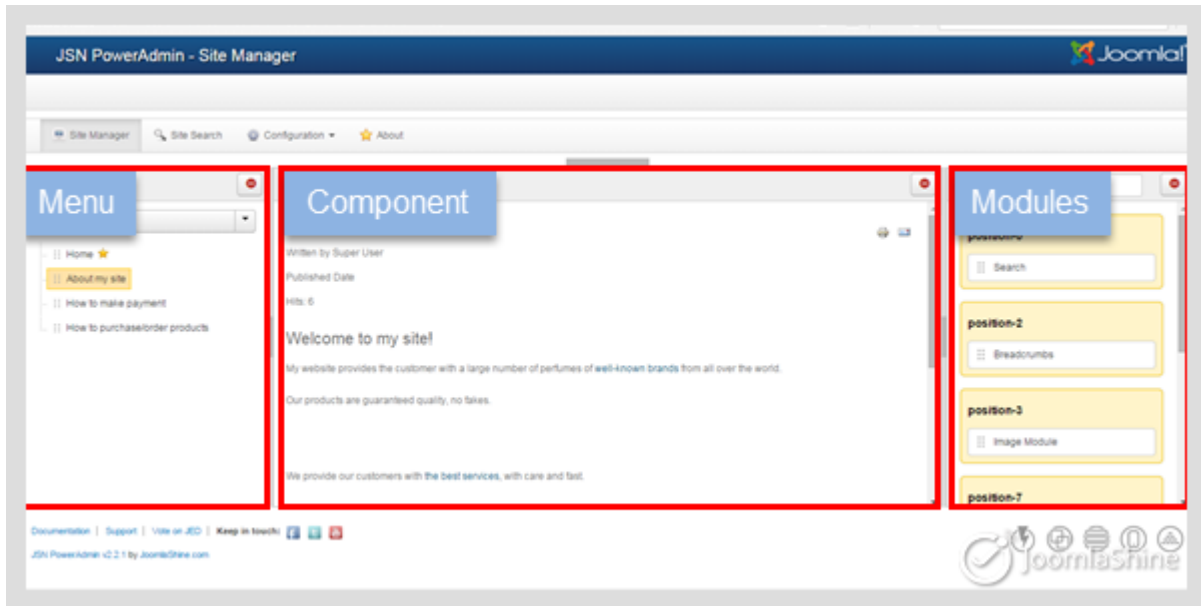 JSN PowerAdmin - Site Manager
Joomla!
Site Manager Site Search Configuration About
Menu
Home
About my site
How to make payment
How to purchase/order products
Component
Written by Super User
Published Date
Hits: 6
Welcome to my site!
My website provides the customer with a large number of perfumes of well-known brands from all over the world.
Our products are guaranteed quality, no fakes.
We provide our customers with the best services, with care and fast.
Modules
Search
position-2
Breadcrumbs
position-3
Image Module
position-7
Documentation | Support | Vote on JED | Keep in touch:
JSN PowerAdmin v2.2.1 by JoomlaShine.com
JoomlaShine